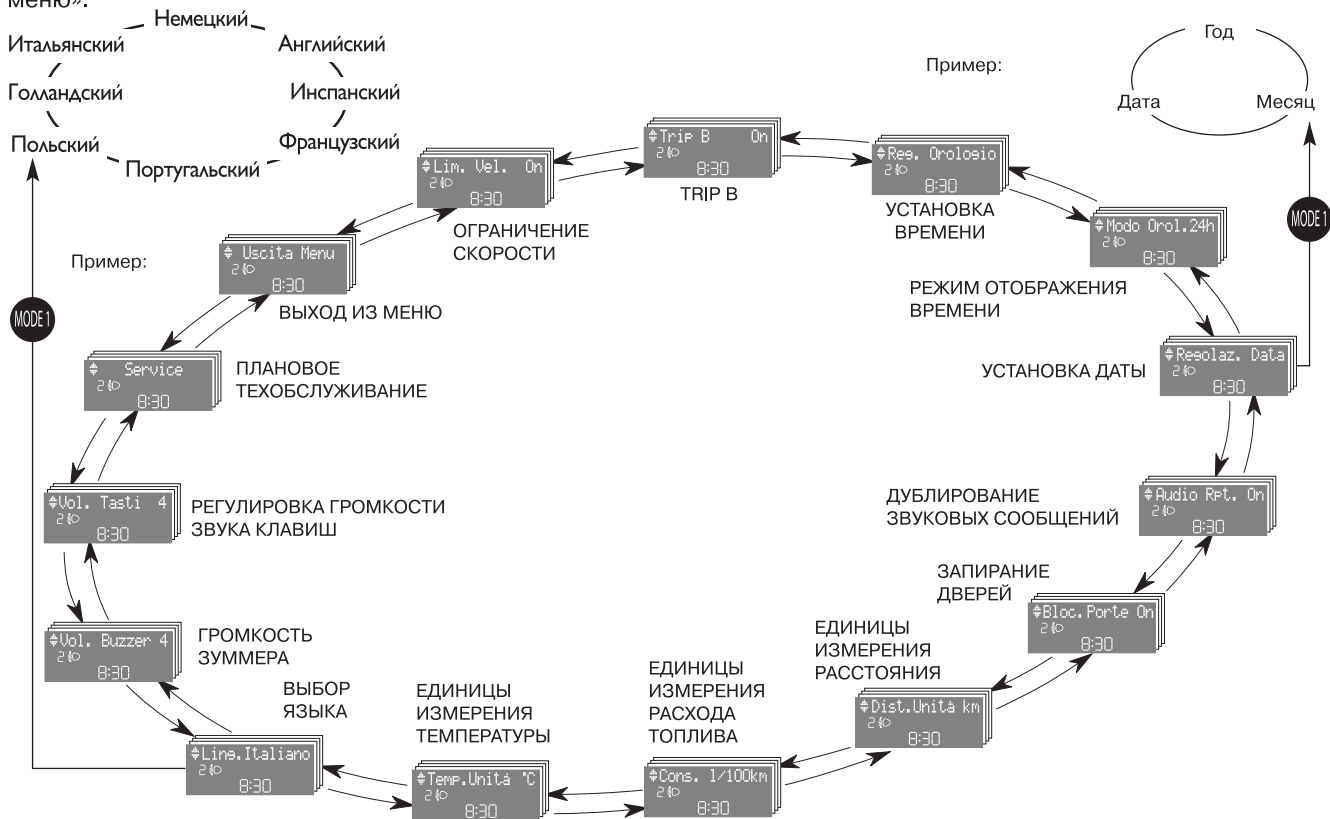 меню».
Немецкий
Итальянский
Английский
Голландский
Инспанский
Польский
Французский
Португальский
Пример:
Год
Дата
Месяц
MODE 1
Trip B On
8:30
TRIP B
Reg. Orologio
8:30
УСТАНОВКА
ВРЕМЕНИ
Modo Orol.24h
8:30
РЕЖИМ ОТОБРАЖЕНИЯ
ВРЕМЕНИ
Regolaz. Data
8:30
УСТАНОВКА ДАТЫ
Audio Rpt. On
8:30
ДУБЛИРОВАНИЕ
ЗВУКОВЫХ СООБЩЕНИЙ
Bloc.Porte On
8:30
ЗАПИРАНИЕ
ДВЕРЕЙ
Dist.Unità km
8:30
ЕДИНИЦЫ
ИЗМЕРЕНИЯ
РАССТОЯНИЯ
Cons. l/100km
8:30
ЕДИНИЦЫ
ИЗМЕРЕНИЯ
РАСХОДА
ТОПЛИВА
Temp.Unità °C
8:30
ЕДИНИЦЫ
ИЗМЕРЕНИЯ
ТЕМПЕРАТУРЫ
Ling.Italiano
8:30
ВЫБОР
ЯЗЫКА
Vol. Buzzer 4
8:30
ГРОМКОСТЬ
ЗУММЕРА
Vol. Tasti 4
8:30
РЕГУЛИРОВКА ГРОМКОСТИ
ЗВУКА КЛАВИШ
Service
8:30
ПЛАНОВОЕ
ТЕХОБСЛУЖИВАНИЕ
Uscita Menu
8:30
ВЫХОД ИЗ МЕНЮ
Lim. Vel. On
8:30
ОГРАНИЧЕНИЕ
СКОРОСТИ
Пример:
MODE 1